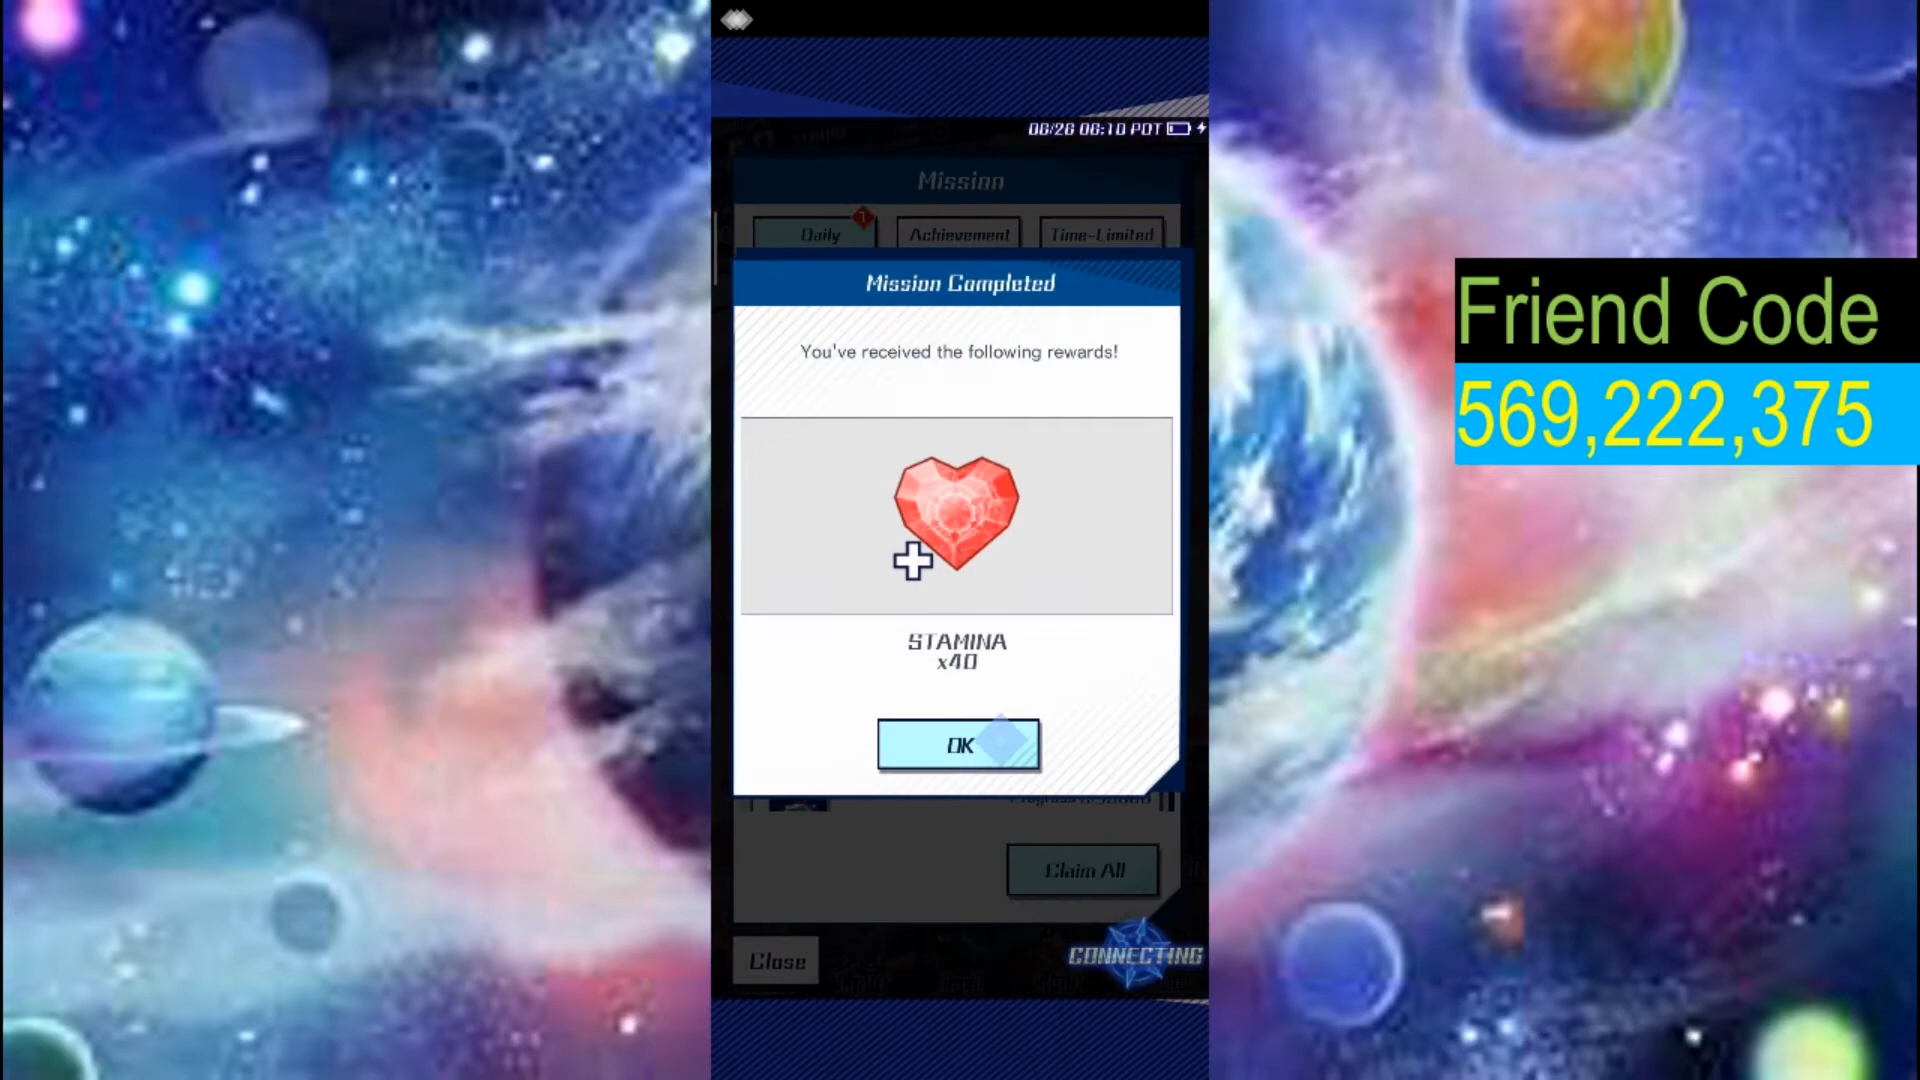 06/26 06:10 PDT
Mission
1
Daily
Achievement
Time-Limited
Mission Completed
You've received the following rewards!
STAMINA
x40
OK
Claim All
Close
CONNECTING
Friend Code
569,222,375